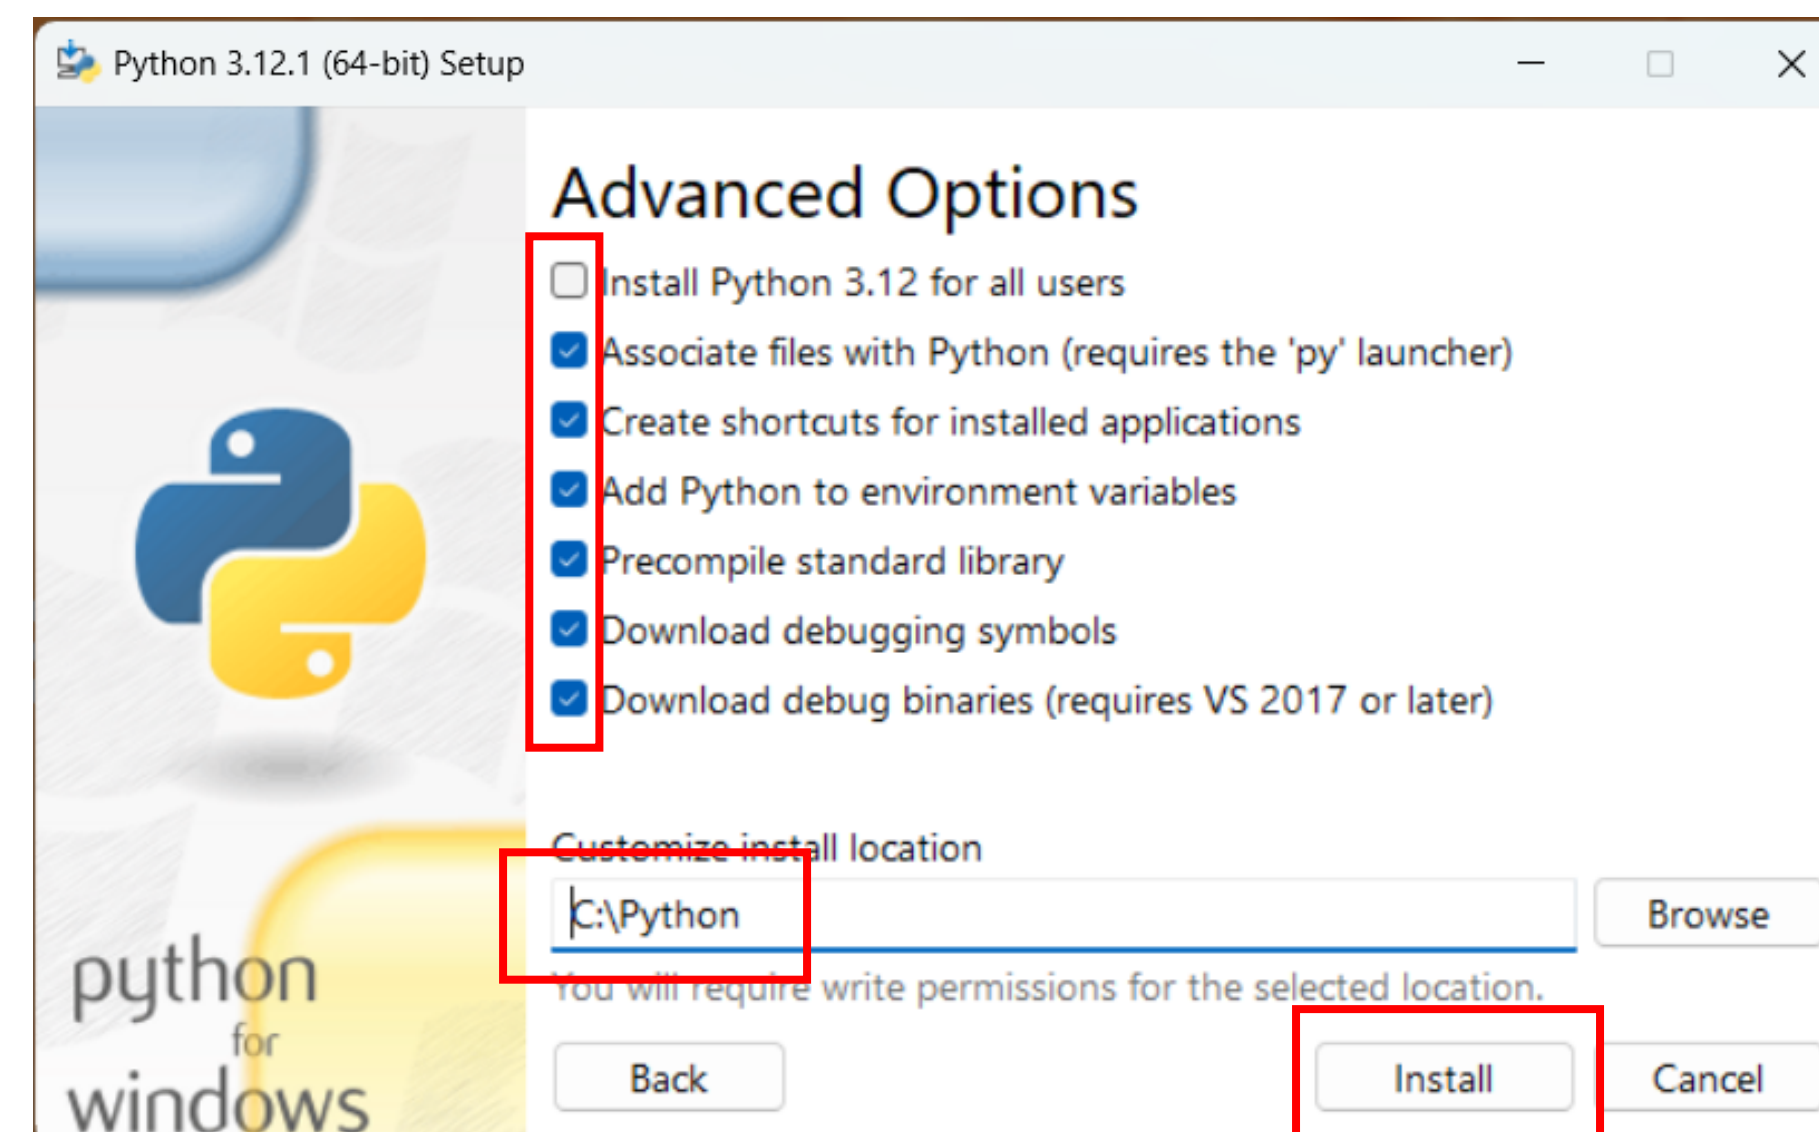 Python 3.12.1 (64-bit) Setup
Advanced Options
Install Python 3.12 for all users
Associate files with Python (requires the 'py' launcher)
Create shortcuts for installed applications
Add Python to environment variables
Precompile standard library
Download debugging symbols
Download debug binaries (requires VS 2017 or later)
Customize install location
C:\Python
Browse
You will require write permissions for the selected location.
python
for
windows
Back
Install
Cancel